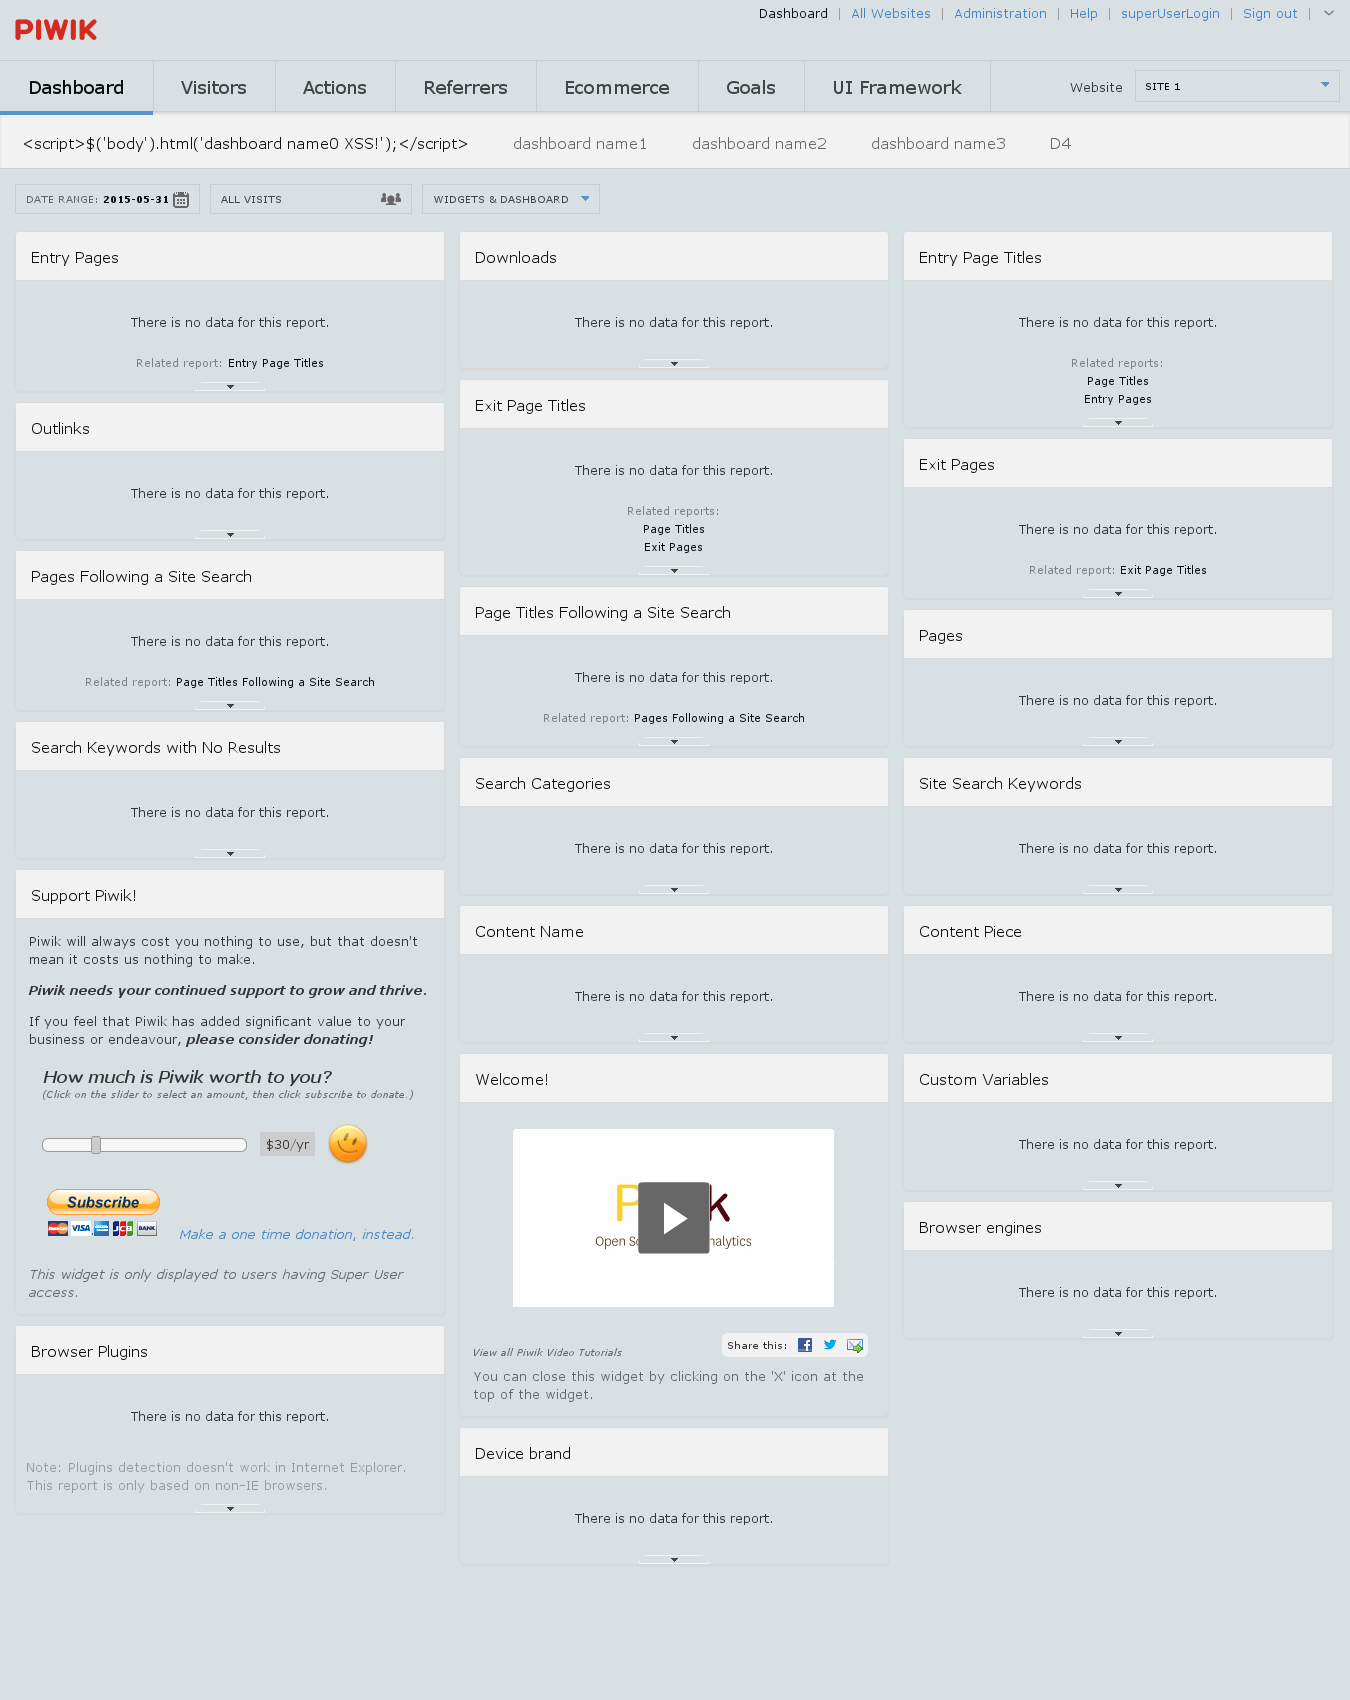 PIWIK
Dashboard | All Websites | Administration | Help | superUserLogin | Sign out |
Dashboard
Visitors
Actions
Referrers
Ecommerce
Goals
UI Framework
Website
SITE 1
<script>$('body').html('dashboard name0 XSS!');</script>
dashboard name1
dashboard name2
dashboard name3
D4
DATE RANGE: 2015-05-31
ALL VISITS
WIDGETS & DASHBOARD
Entry Pages
There is no data for this report.
Related report: Entry Page Titles
Outlinks
There is no data for this report.
Pages Following a Site Search
There is no data for this report.
Related report: Page Titles Following a Site Search
Search Keywords with No Results
There is no data for this report.
Support Piwik!
Piwik will always cost you nothing to use, but that doesn't
mean it costs us nothing to make.
Piwik needs your continued support to grow and thrive.
If you feel that Piwik has added significant value to your
business or endeavour, please consider donating!
How much is Piwik worth to you?
(Click on the slider to select an amount, then click subscribe to donate.)
$30/yr
Subscribe
VISA
JCB
BANK
Make a one time donation, instead.
This widget is only displayed to users having Super User
access.
Browser Plugins
There is no data for this report.
Note: Plugins detection doesn't work in Internet Explorer.
This report is only based on non-IE browsers.
Downloads
There is no data for this report.
Exit Page Titles
There is no data for this report.
Related reports:
Page Titles
Exit Pages
Page Titles Following a Site Search
There is no data for this report.
Related report: Pages Following a Site Search
Search Categories
There is no data for this report.
Content Name
There is no data for this report.
Welcome!
Open
View all Piwik Video Tutorials
Share this:
You can close this widget by clicking on the 'X' icon at the
top of the widget.
Device brand
There is no data for this report.
Entry Page Titles
There is no data for this report.
Related reports:
Page Titles
Entry Pages
Exit Pages
There is no data for this report.
Related report: Exit Page Titles
Pages
There is no data for this report.
Site Search Keywords
There is no data for this report.
Content Piece
There is no data for this report.
Custom Variables
There is no data for this report.
Browser engines
There is no data for this report.